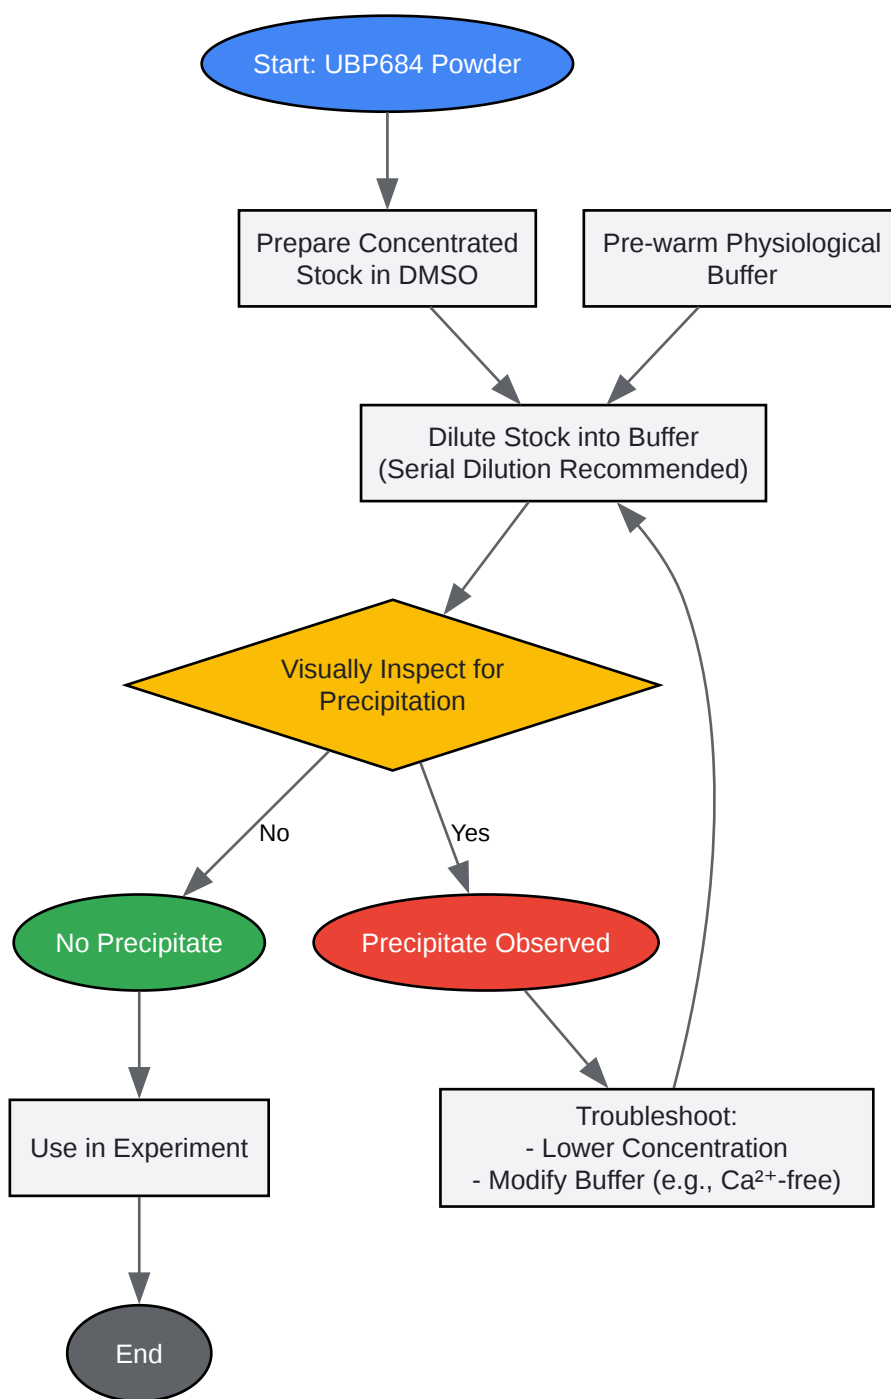 Start: UBP684 Powder
Prepare Concentrated
Stock in DMSO
Pre-warm Physiological
Buffer
Dilute Stock into Buffer
(Serial Dilution Recommended)
Visually Inspect for
Precipitation
No
Yes
No Precipitate
Precipitate Observed
Use in Experiment
Troubleshoot:
- Lower Concentration
- Modify Buffer (e.g., Ca²⁺-free)
End